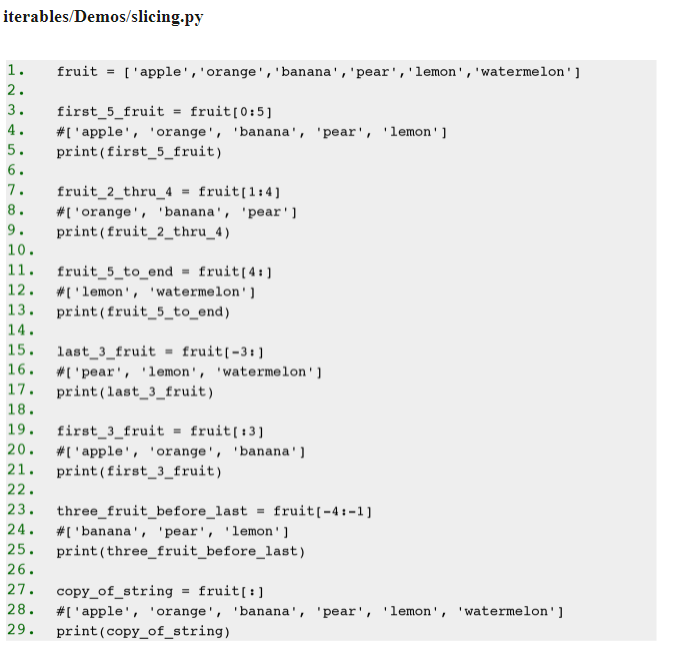 iterables/Demos/slicing.py
1. fruit = ['apple','orange','banana','pear','lemon','watermelon']
2.
3. first_5_fruit = fruit[0:5]
4. #['apple', 'orange', 'banana', 'pear', 'lemon']
5. print(first_5_fruit)
6.
7. fruit_2_thru_4 = fruit[1:4]
8. #['orange', 'banana', 'pear']
9. print(fruit_2_thru_4)
10.
11. fruit_5_to_end = fruit[4:]
12. #['lemon', 'watermelon']
13. print(fruit_5_to_end)
14.
15. last_3_fruit = fruit[-3:]
16. #['pear', 'lemon', 'watermelon']
17. print(last_3_fruit)
18.
19. first_3_fruit = fruit[:3]
20. #['apple', 'orange', 'banana']
21. print(first_3_fruit)
22.
23. three_fruit_before_last = fruit[-4:-1]
24. #['banana', 'pear', 'lemon']
25. print(three_fruit_before_last)
26.
27. copy_of_string = fruit[:]
28. #['apple', 'orange', 'banana', 'pear', 'lemon', 'watermelon']
29. print(copy_of_string)